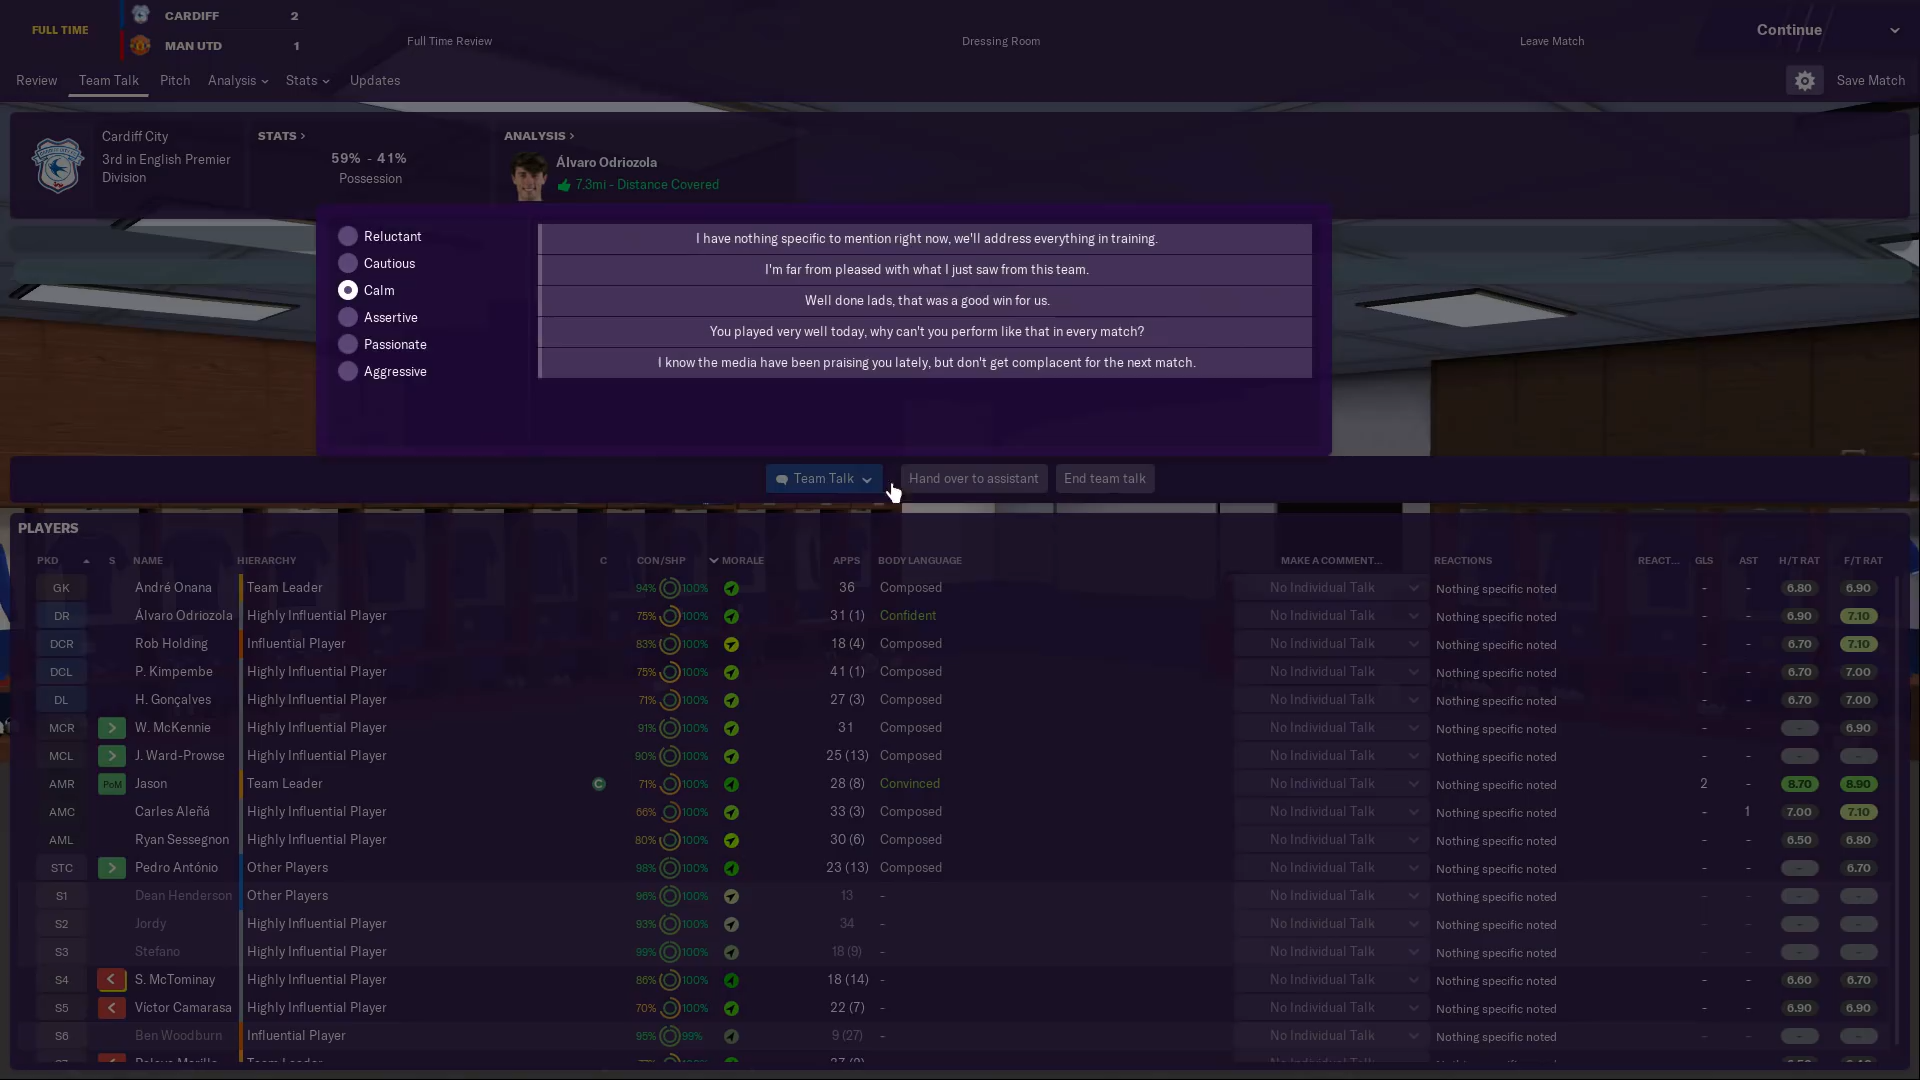 FULL TIME
CARDIFF 2
MAN UTD 1
Full Time Review
Dressing Room
Leave Match
Continue
Review Team Talk Pitch Analysis Stats Updates
Save Match
Cardiff City
3rd in English Premier
Division
STATS >
59% - 41%
Possession
ANALYSIS >
Álvaro Odriozola
7.3mi - Distance Covered
Reluctant
Cautious
Calm
Assertive
Passionate
Aggressive
I have nothing specific to mention right now, we'll address everything in training.
I'm far from pleased with what I just saw from this team.
Well done lads, that was a good win for us.
You played very well today, why can't you perform like that in every match?
I know the media have been praising you lately, but don't get complacent for the next match.
Team Talk
Hand over to assistant
End team talk
PLAYERS
PKD S NAME HIERARCHY C CON/SHP MORALE APPS BODY LANGUAGE MAKE A COMMENT... REACTIONS REACT... GLS AST H/T RAT F/T RAT
GK André Onana Team Leader 94% 100% 36 Composed No Individual Talk Nothing specific noted - - 6.80 6.90
DR Álvaro Odriozola Highly Influential Player 75% 100% 31 (1) Confident No Individual Talk Nothing specific noted - - 6.90 7.10
DCR Rob Holding Influential Player 83% 100% 18 (4) Composed No Individual Talk Nothing specific noted - - 6.70 7.10
DCL P. Kimpembe Highly Influential Player 75% 100% 41 (1) Composed No Individual Talk Nothing specific noted - - 6.70 7.00
DL H. Gonçalves Highly Influential Player 71% 100% 27 (3) Composed No Individual Talk Nothing specific noted - - 6.70 7.00
MCR W. McKennie Highly Influential Player 91% 100% 31 Composed No Individual Talk Nothing specific noted - - - 6.90
MCL J. Ward-Prowse Highly Influential Player 90% 100% 25 (13) Composed No Individual Talk Nothing specific noted - - - -
AMR PoM Jason Team Leader C 71% 100% 28 (8) Convinced No Individual Talk Nothing specific noted 2 - 8.70 8.90
AMC Carles Aleñá Highly Influential Player 66% 100% 33 (3) Composed No Individual Talk Nothing specific noted - 1 7.00 7.10
AML Ryan Sessegnon Highly Influential Player 80% 100% 30 (6) Composed No Individual Talk Nothing specific noted - - 6.50 6.80
STC Pedro António Other Players 98% 100% 23 (13) Composed No Individual Talk Nothing specific noted - - - 6.70
S1 Dean Henderson Other Players 96% 100% 13 - No Individual Talk Nothing specific noted - - - -
S2 Jordy Highly Influential Player 93% 100% 34 - No Individual Talk Nothing specific noted - - - -
S3 Stefano Highly Influential Player 99% 100% 18 (9) - No Individual Talk Nothing specific noted - - - -
S4 S. McTominay Highly Influential Player 86% 100% 18 (14) - No Individual Talk Nothing specific noted - - 6.60 6.70
S5 Víctor Camarasa Highly Influential Player 70% 100% 22 (7) - No Individual Talk Nothing specific noted - - 6.90 6.90
S6 Ben Woodburn Influential Player 95% 99% 9 (27) - No Individual Talk Nothing specific noted - - - -